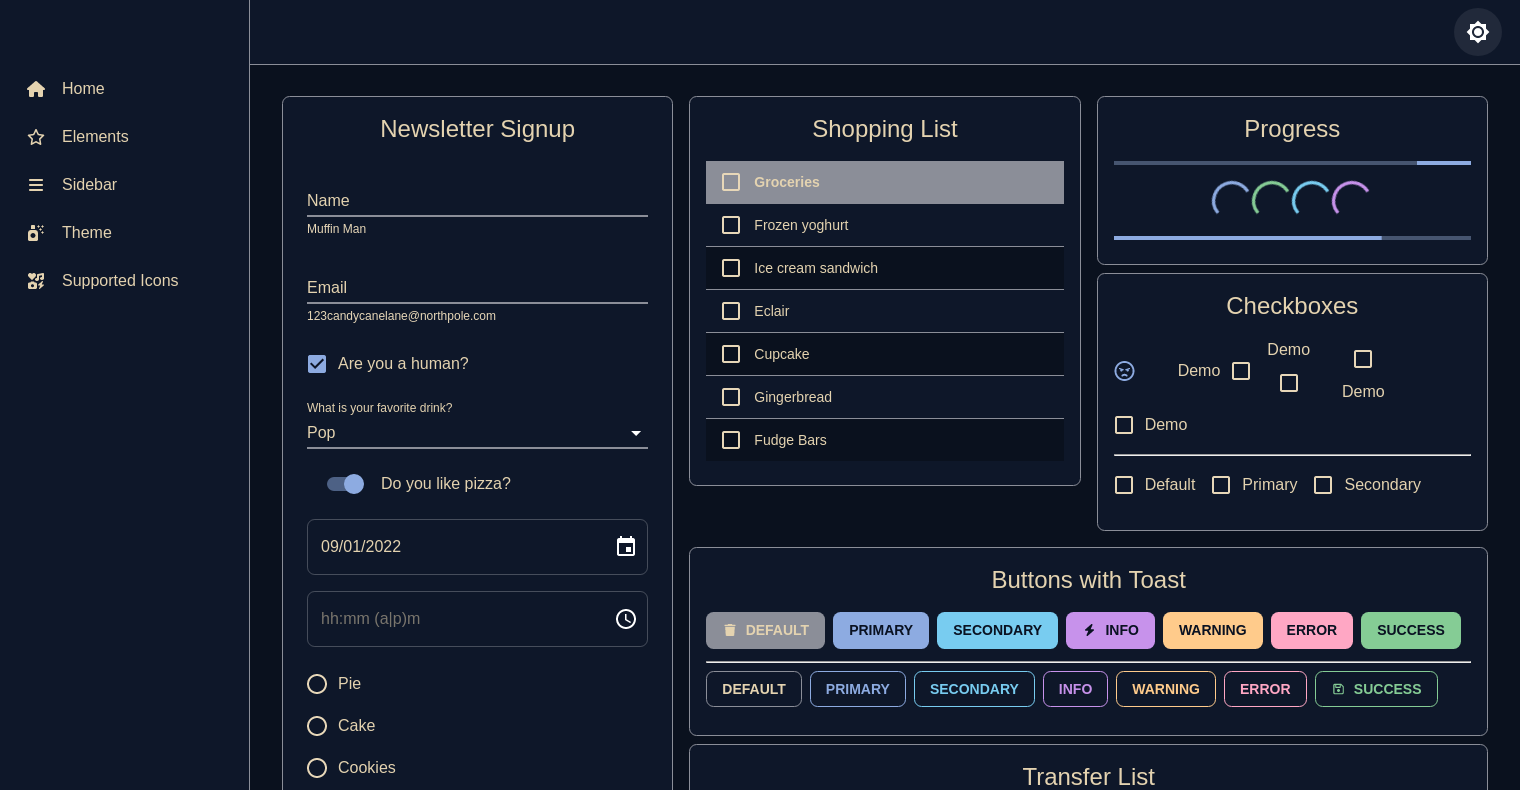 Home
Elements
Sidebar
Theme
Supported Icons
Newsletter Signup
Name
Muffin Man
Email
123candycanelane@northpole.com
Are you a human?
What is your favorite drink?
Pop
Do you like pizza?
09/01/2022
hh:mm (a|p)m
Pie
Cake
Cookies
Shopping List
Groceries
Frozen yoghurt
Ice cream sandwich
Eclair
Cupcake
Gingerbread
Fudge Bars
Progress
Checkboxes
Demo
Demo
Demo
Demo
Default Primary Secondary
Buttons with Toast
DEFAULT PRIMARY SECONDARY INFO WARNING ERROR SUCCESS
DEFAULT PRIMARY SECONDARY INFO WARNING ERROR SUCCESS
Transfer List